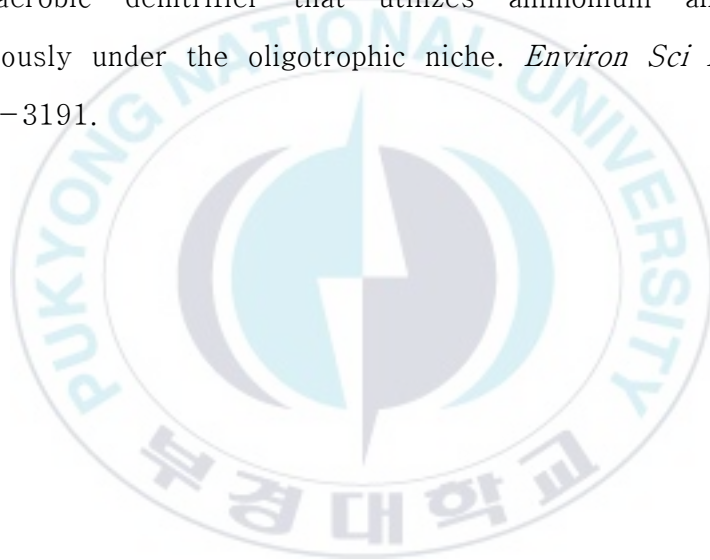 aerobic denitrifier that utilizes ammonium
ously under the oligotrophic niche. Environ Sci
-3191.
PUKYONG NATIONAL UNIVERSITY
부경대학교